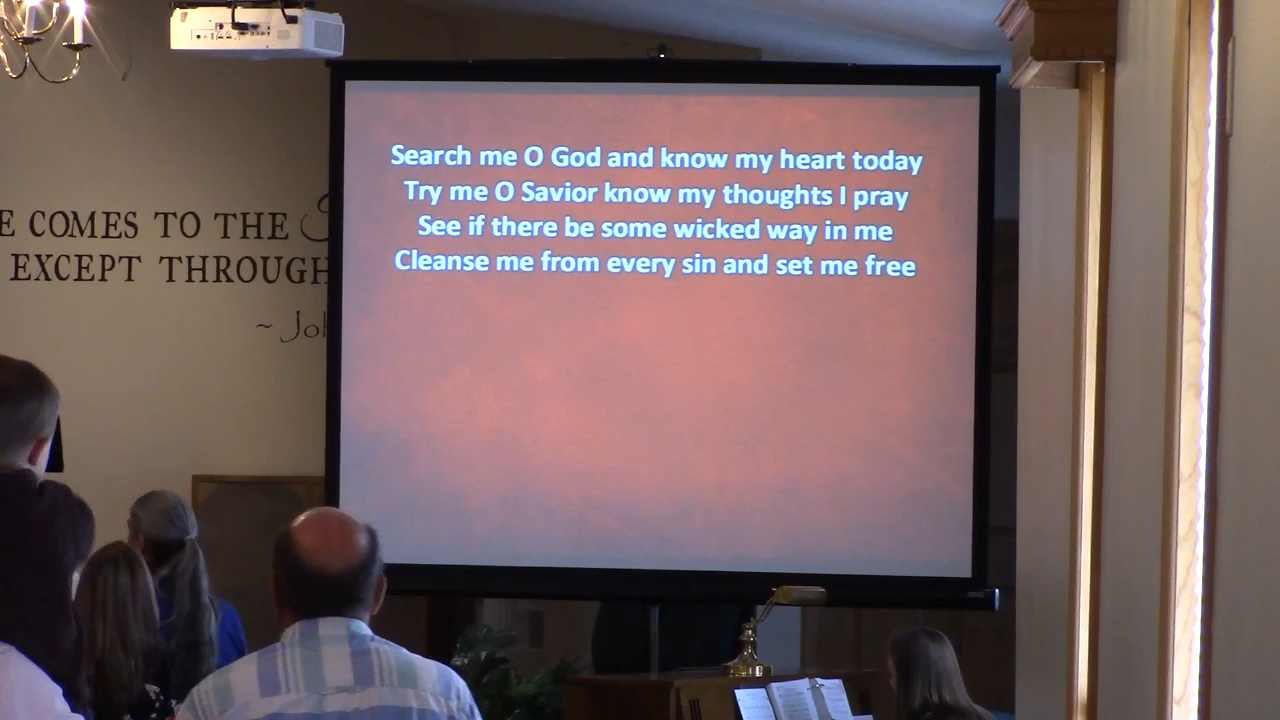 Search me O God and know my heart today
Try me O Savior know my thoughts I pray
See if there be some wicked way in me
Cleanse me from every sin and set me free
E COMES TO THE
EXCEPT THROUGH
~ Joh